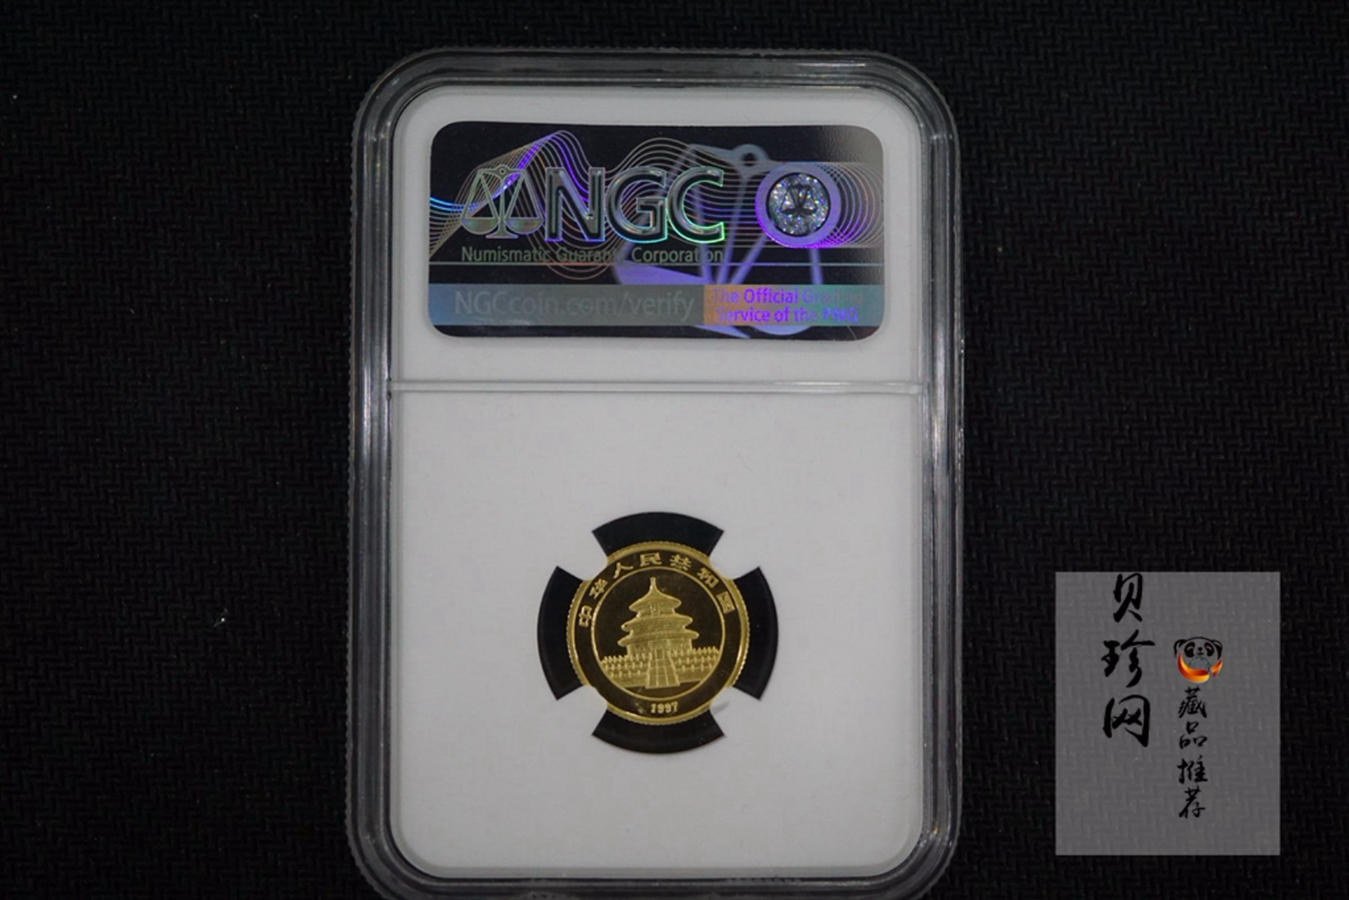 NGC
Numismatic Guaranty Corporation
NGCcoin.com/verify
The Official Grading
Service of the PNG
中华人民共和国
1997
贝珍网
藏品推荐